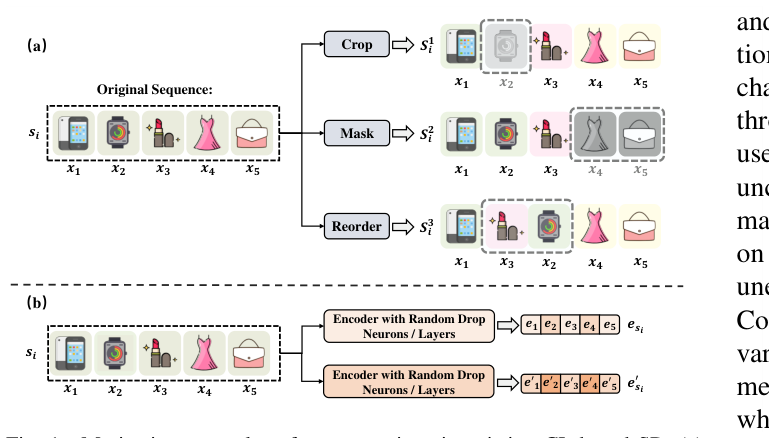 (a)
Original Sequence:
s_i
x_1 x_2 x_3 x_4 x_5
Crop
S_i^1
x_1 x_2 x_3 x_4 x_5
Mask
S_i^2
x_1 x_2 x_3 x_4 x_5
Reorder
S_i^3
x_1 x_3 x_2 x_4 x_5
(b)
s_i
x_1 x_2 x_3 x_4 x_5
Encoder with Random Drop
Neurons / Layers
e_1 e_2 e_3 e_4 e_5 e_{s_i}
Encoder with Random Drop
Neurons / Layers
e'_1 e'_2 e'_3 e'_4 e'_5 e'_{s_i}
and
tion
cha
thro
use
unc
ma
on
une
Co
var
me
wh